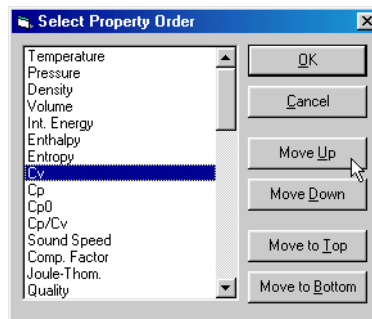 Select Property Order
Temperature
Pressure
Density
Volume
Int. Energy
Enthalpy
Entropy
Cv
Cp
Cp0
Cp/Cv
Sound Speed
Comp. Factor
Joule-Thom.
Quality
OK
Cancel
Move Up
Move Down
Move to Top
Move to Bottom